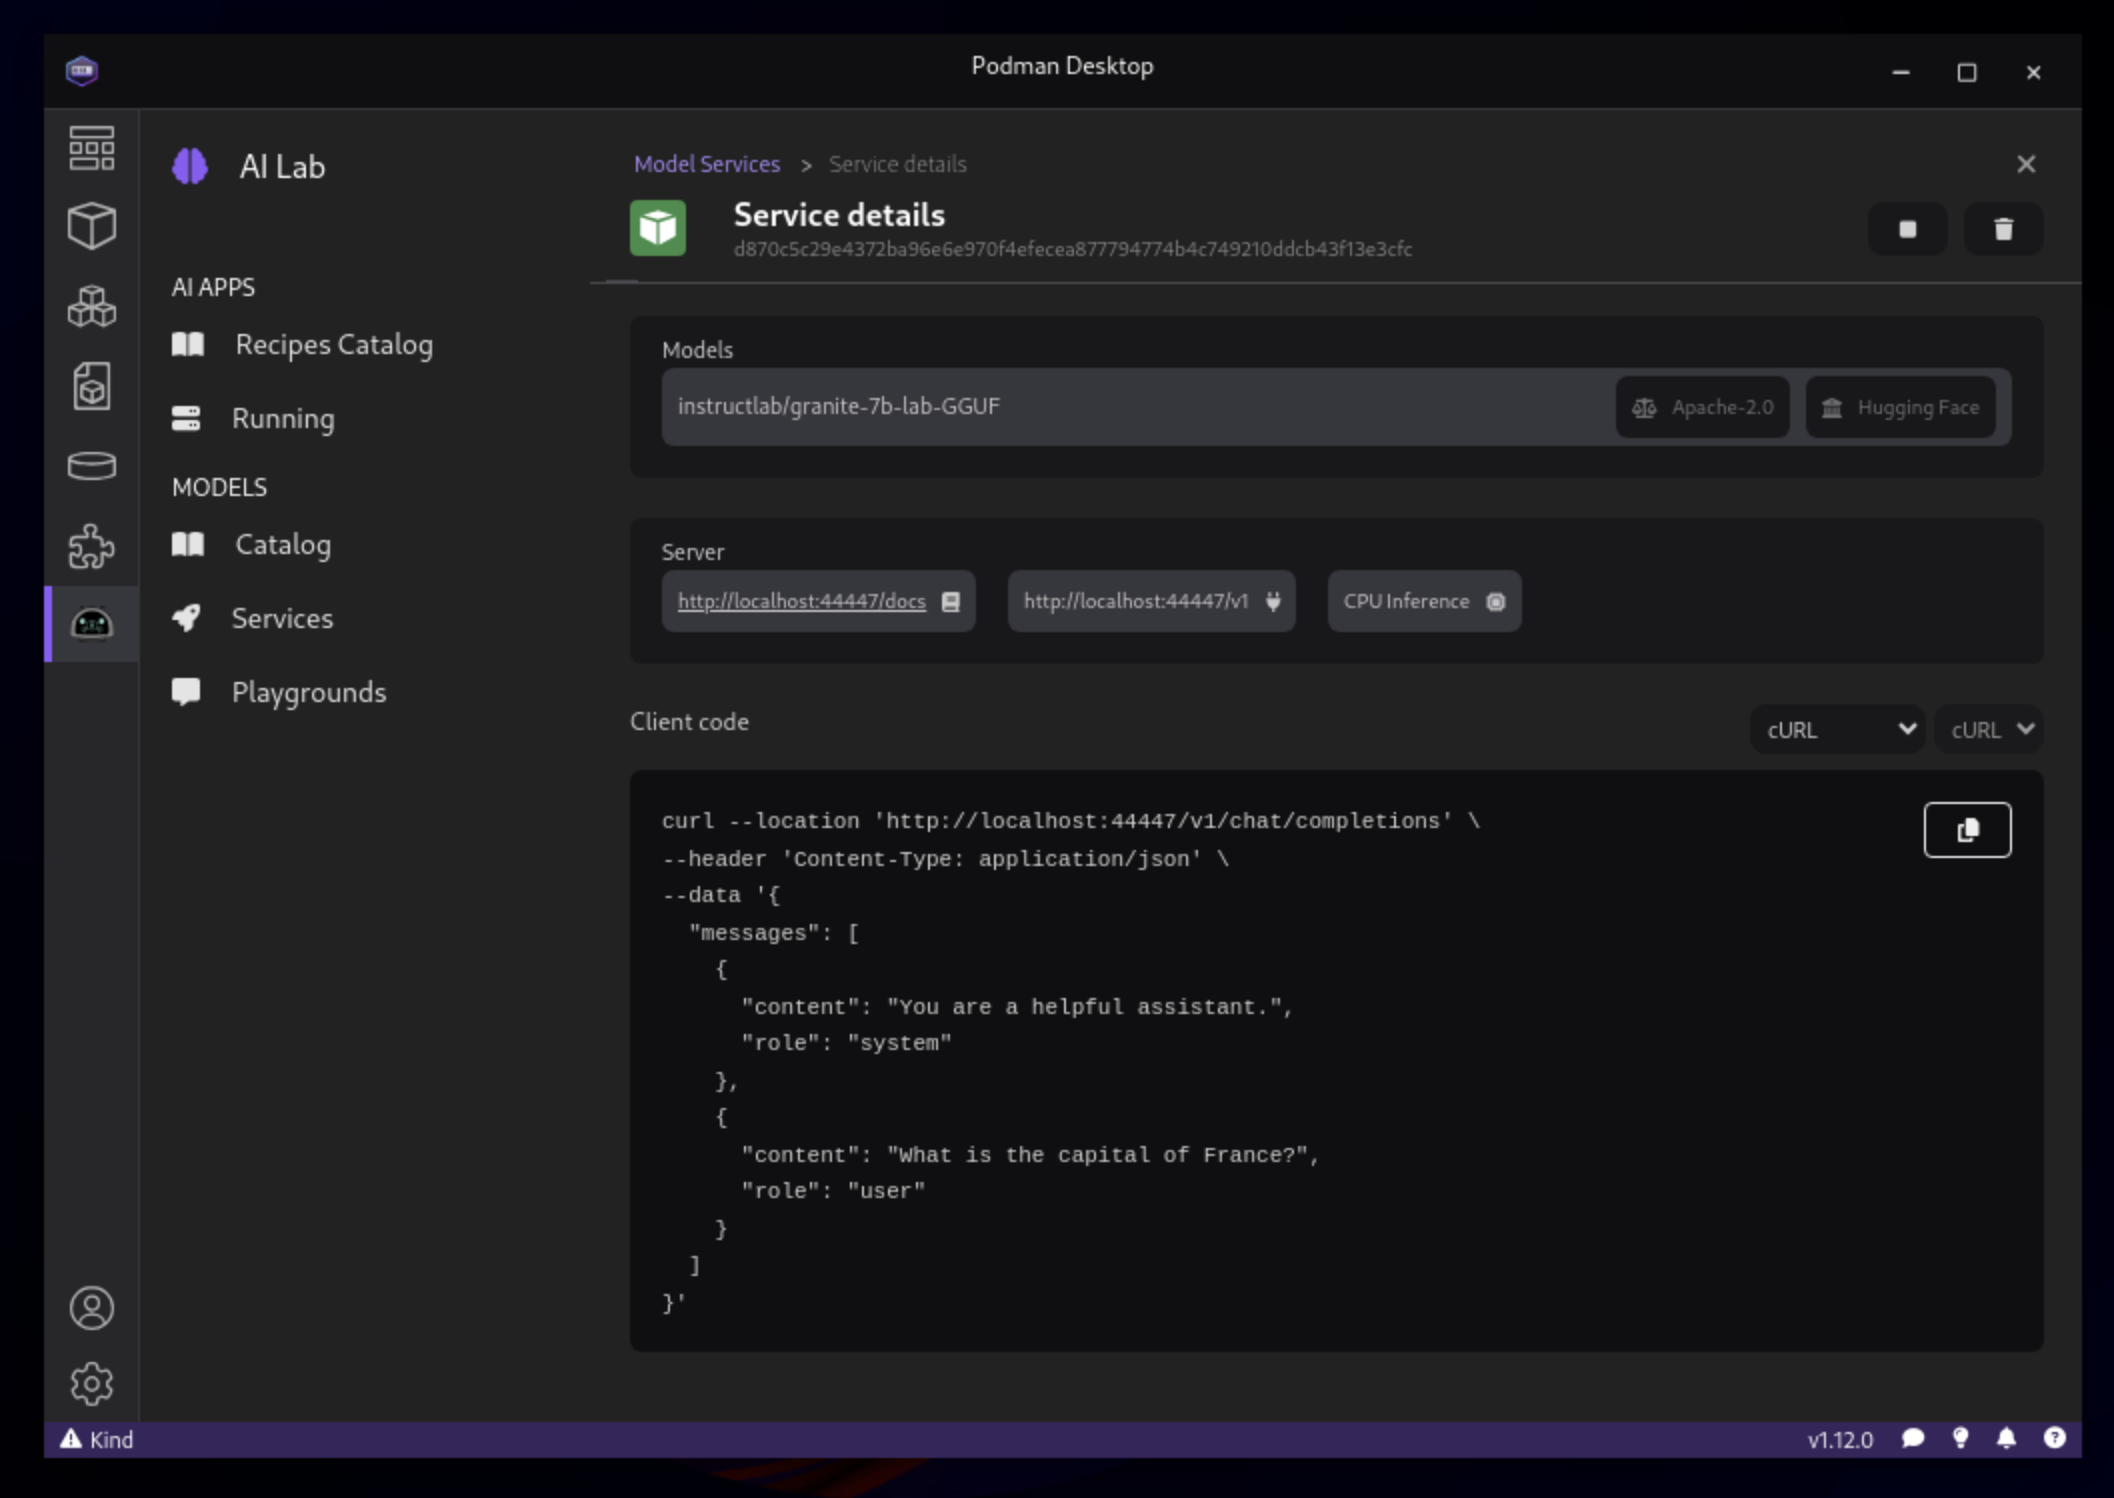 Podman Desktop
AI Lab
AI APPS
Recipes Catalog
Running
MODELS
Catalog
Services
Playgrounds
Model Services > Service details
Service details
d870c5c29e4372ba96e6e970f4efecea877794774b4c749210ddcb43f13e3cfc
Models
instructlab/granite-7b-lab-GGUF
Apache-2.0
Hugging Face
Server
http://localhost:44447/docs
http://localhost:44447/v1
CPU Inference
Client code
cURL
cURL
curl --location 'http://localhost:44447/v1/chat/completions' \
--header 'Content-Type: application/json' \
--data '{
  "messages": [
    {
      "content": "You are a helpful assistant.",
      "role": "system"
    },
    {
      "content": "What is the capital of France?",
      "role": "user"
    }
  ]
}'
Kind
v1.12.0